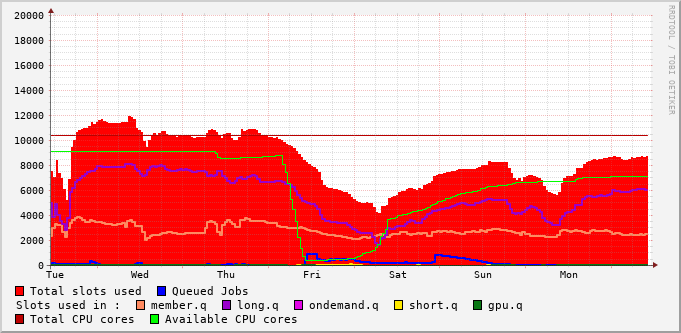 20000
18000
16000
14000
12000
10000
8000
6000
4000
2000
0
Tue Wed Thu Fri Sat Sun Mon
Total slots used Queued Jobs
Slots used in : member.q long.q ondemand.q short.q gpu.q
Total CPU cores Available CPU cores
RRDTOOL / TOBI OETIKER